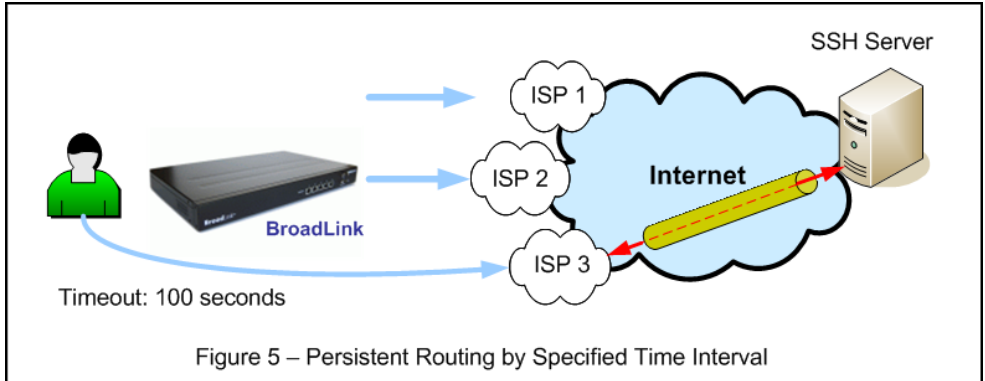 SSH Server
ISP 1
ISP 2
Internet
BroadLink
BroadLink
ISP 3
Timeout: 100 seconds
Figure 5 – Persistent Routing by Specified Time Interval